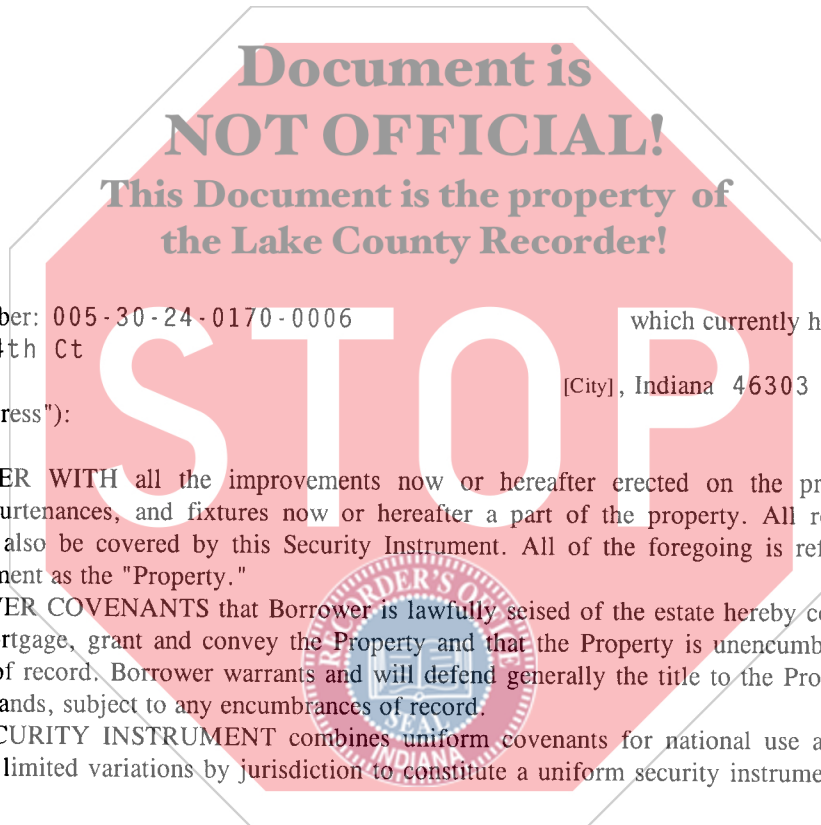 Document is
NOT OFFICIAL!
This Document is the property of
the Lake County Recorder!
ber: 005-30-24-0170-0006 which currently h
4th Ct
[City], Indiana 46303
ress"):
STOP
ER WITH all the improvements now or hereafter erected on the pr
urtenances, and fixtures now or hereafter a part of the property. All r
also be covered by this Security Instrument. All of the foregoing is ref
ment as the "Property."
VER COVENANTS that Borrower is lawfully seised of the estate hereby c
rtgage, grant and convey the Property and that the Property is unencumb
of record. Borrower warrants and will defend generally the title to the Pro
ands, subject to any encumbrances of record.
CURITY INSTRUMENT combines uniform covenants for national use a
limited variations by jurisdiction to constitute a uniform security instrume
RECORDER'S OFFICE
SEAL
INDIANA